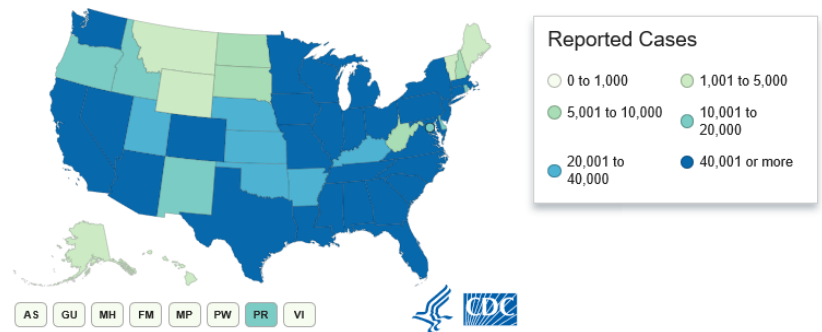 Reported Cases
0 to 1,000
1,001 to 5,000
5,001 to 10,000
10,001 to
20,000
20,001 to
40,000
40,001 or more
AS GU MH FM MP PW PR VI
CDC